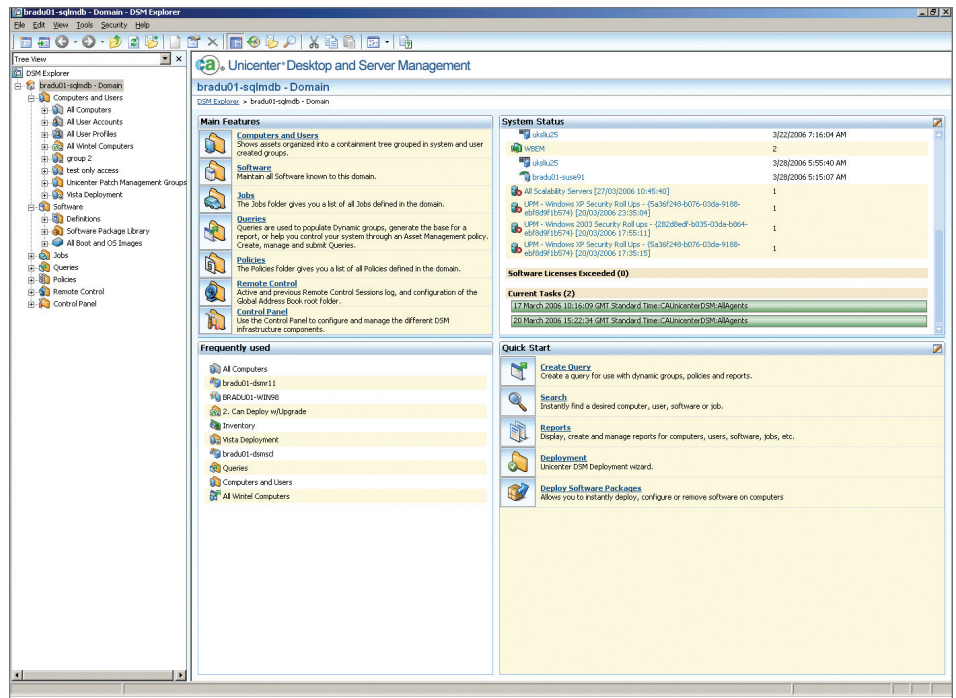 bradu01-sqlmdb - Domain - DSM Explorer
File Edit View Tools Security Help
Tree View
DSM Explorer
bradu01-sqlmdb - Domain
Computers and Users
All Computers
All User Accounts
All User Profiles
All Wintel Computers
group 2
test only access
Unicenter Patch Management Groups
Vista Deployment
Software
Definitions
Software Package Library
All Boot and OS Images
Jobs
Queries
Policies
Remote Control
Control Panel
ca Unicenter® Desktop and Server Management
bradu01-sqlmdb - Domain
DSM Explorer > bradu01-sqlmdb - Domain
Main Features
Computers and Users
Shows assets organized into a containment tree grouped in system and user
created groups.
Software
Maintain all Software known to this domain.
Jobs
The Jobs folder gives you a list of all Jobs defined in the domain.
Queries
Queries are used to populate Dynamic groups, generate the base for a
report, or help you control your system through an Asset Management policy.
Create, manage and submit Queries.
Policies
The Policies folder gives you a list of all Policies defined in the domain.
Remote Control
Active and previous Remote Control Sessions log, and configuration of the
Global Address Book root folder.
Control Panel
Use the Control Panel to configure and manage the different DSM
infrastructure components.
System Status
uksliu25 3/22/2006 7:16:04 AM
WBEM 2
uksliu25 3/28/2006 5:55:40 AM
bradu01-suse91 3/28/2006 5:15:07 AM
All Scalability Servers [27/03/2006 10:45:40] 1
UPM - Windows XP Security Roll Ups - {5a36f248-b076-03da-9188-
ebf8d9f1b574} [20/03/2006 23:35:04] 1
UPM - Windows 2003 Security Roll ups - {282d8edf-b035-03da-b864-
ebf8d9f1b574} [20/03/2006 17:55:11] 1
UPM - Windows XP Security Roll Ups - {5a36f248-b076-03da-9188-
ebf8d9f1b574} [20/03/2006 17:35:15] 1
Software Licenses Exceeded (0)
Current Tasks (2)
17 March 2006 10:16:09 GMT Standard Time:CAUnicenterDSM:AllAgents
20 March 2006 15:22:34 GMT Standard Time:CAUnicenterDSM:AllAgents
Frequently used
All Computers
bradu01-dsmr11
BRADU01-WIN98
2. Can Deploy w/Upgrade
Inventory
Vista Deployment
bradu01-dsmsd
Queries
Computers and Users
All Wintel Computers
Quick Start
Create Query
Create a query for use with dynamic groups, policies and reports.
Search
Instantly find a desired computer, user, software or job.
Reports
Display, create and manage reports for computers, users, software, jobs, etc.
Deployment
Unicenter DSM Deployment wizard.
Deploy Software Packages
Allows you to instantly deploy, configure or remove software on computers